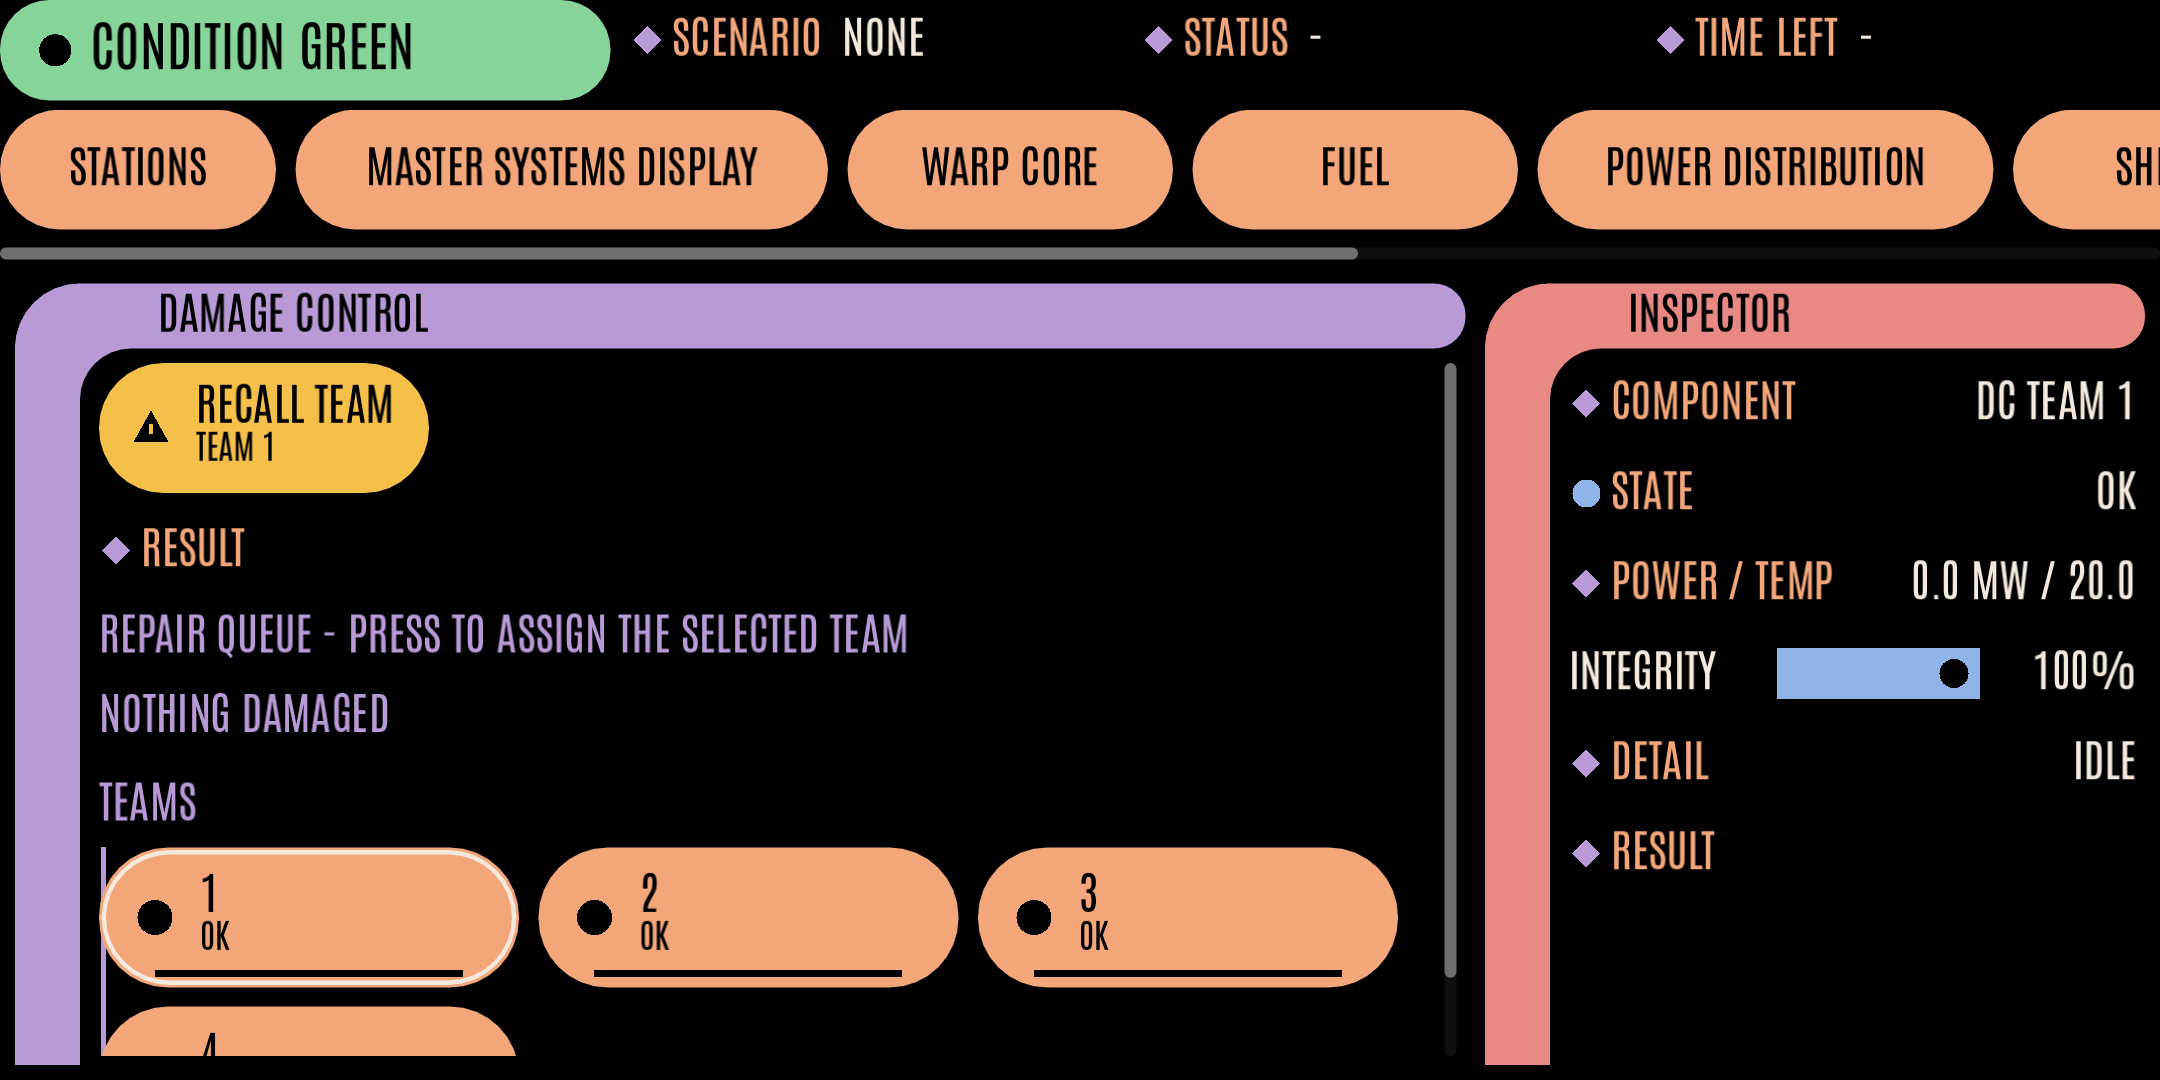 CONDITION GREEN
SCENARIO NONE
STATUS -
TIME LEFT -
STATIONS
MASTER SYSTEMS DISPLAY
WARP CORE
FUEL
POWER DISTRIBUTION
SH
DAMAGE CONTROL
RECALL TEAM
TEAM 1
RESULT
REPAIR QUEUE - PRESS TO ASSIGN THE SELECTED TEAM
NOTHING DAMAGED
TEAMS
1
OK
2
OK
3
OK
4
INSPECTOR
COMPONENT DC TEAM 1
STATE OK
POWER / TEMP 0.0 MW / 20.0
INTEGRITY 100%
DETAIL IDLE
RESULT